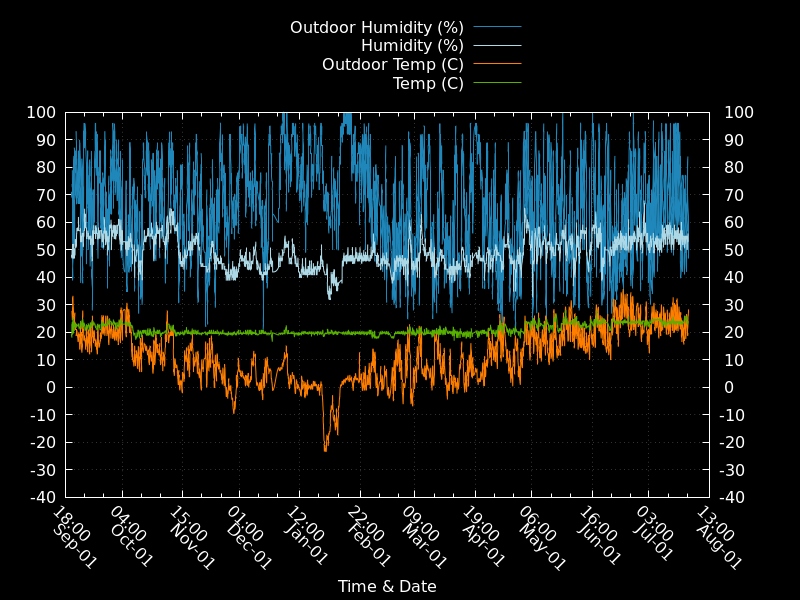 Outdoor Humidity (%)
Humidity (%)
Outdoor Temp (C)
Temp (C)
100 100
90 90
80 80
70 70
60 60
50 50
40 40
30 30
20 20
10 10
0 0
-10 -10
-20 -20
-30 -30
-40 -40
18:00 Sep-01
04:00 Oct-01
15:00 Nov-01
01:00 Dec-01
12:00 Jan-01
22:00 Feb-01
09:00 Mar-01
19:00 Apr-01
06:00 May-01
16:00 Jun-01
03:00 Jul-01
13:00 Aug-01
Time & Date